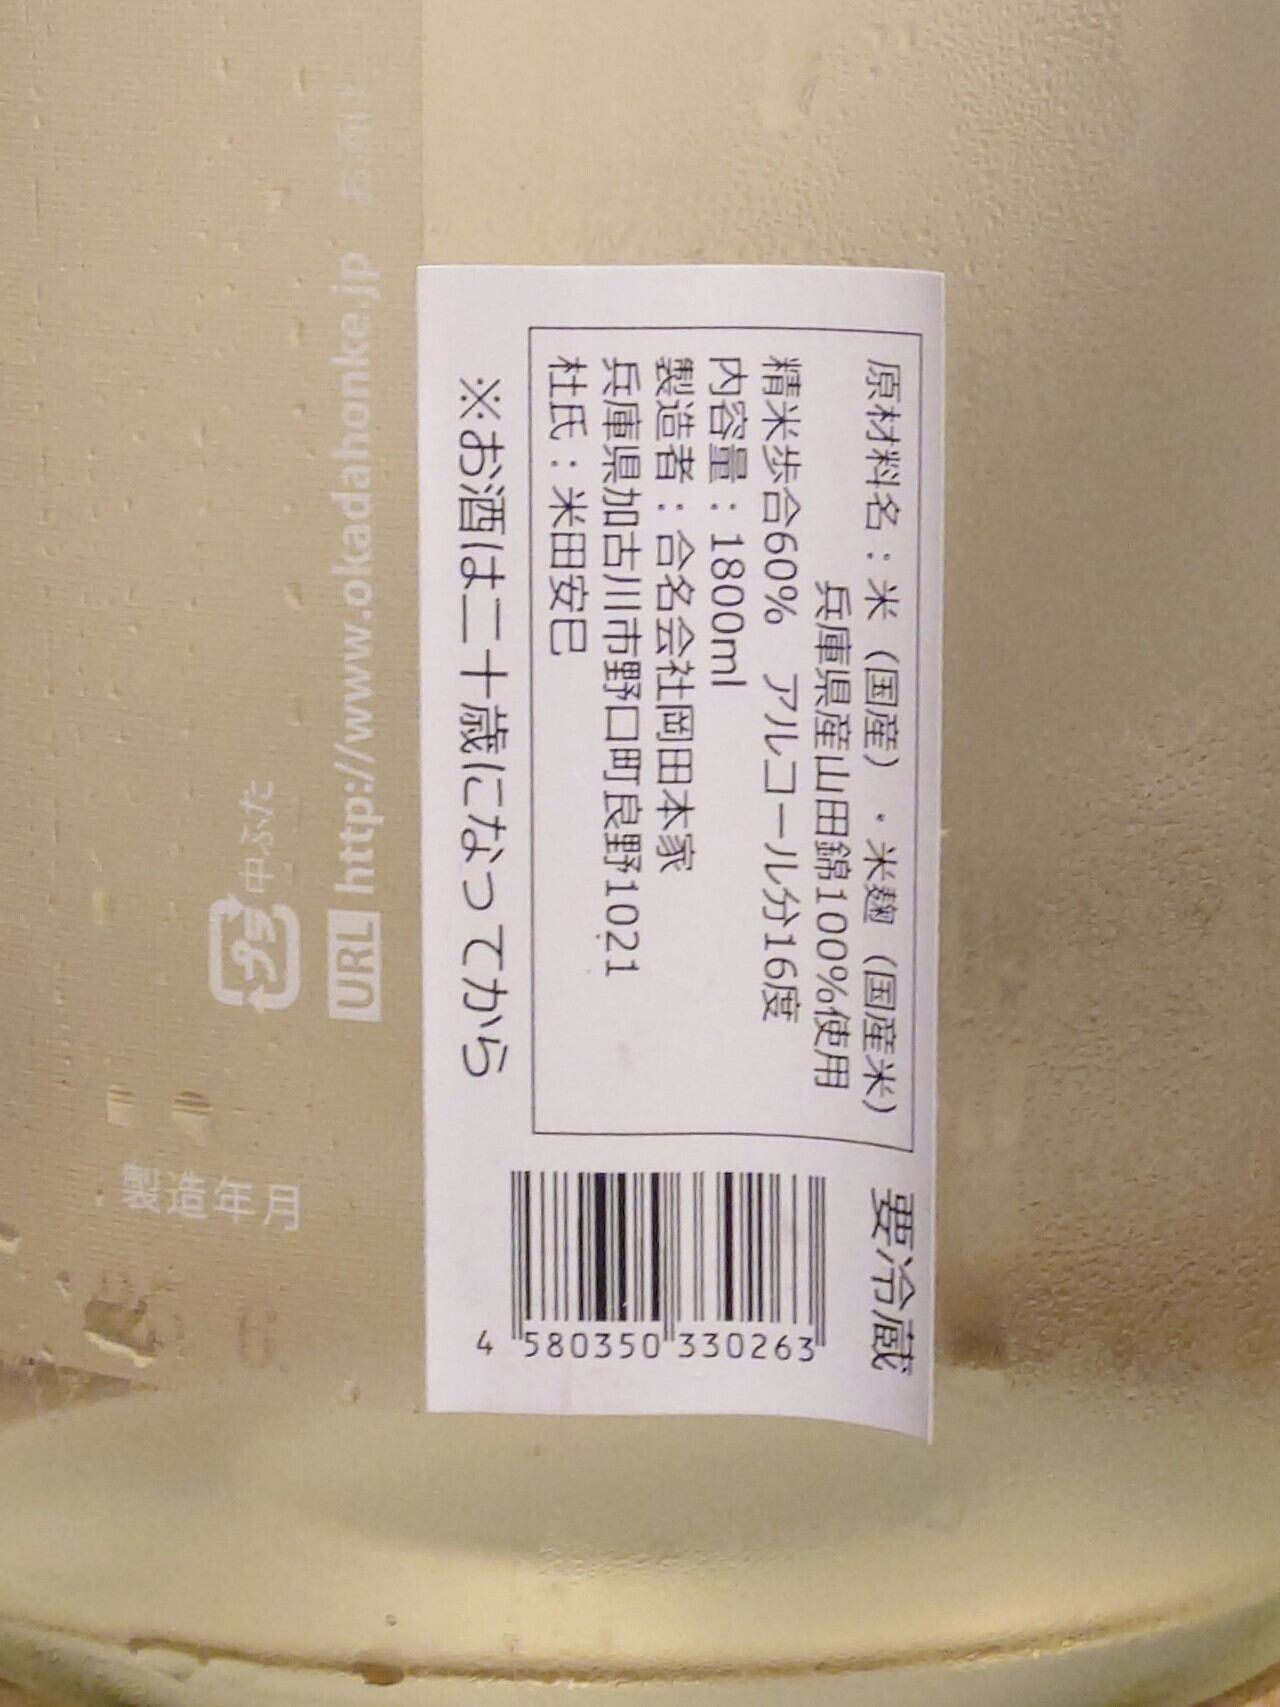 原材料名：米（国産）・米麹（国産米）
兵庫県産山田錦100%使用
精米歩合60%　アルコール分16度
内容量：1800ml
製造者：合名会社岡田本家
兵庫県加古川市野口町良野1021
杜氏：米田安巳
※お酒は二十歳になってから
要冷蔵
4 580350 330263
URL http://www.okadahonke.jp
中ふた
プラ
製造年月